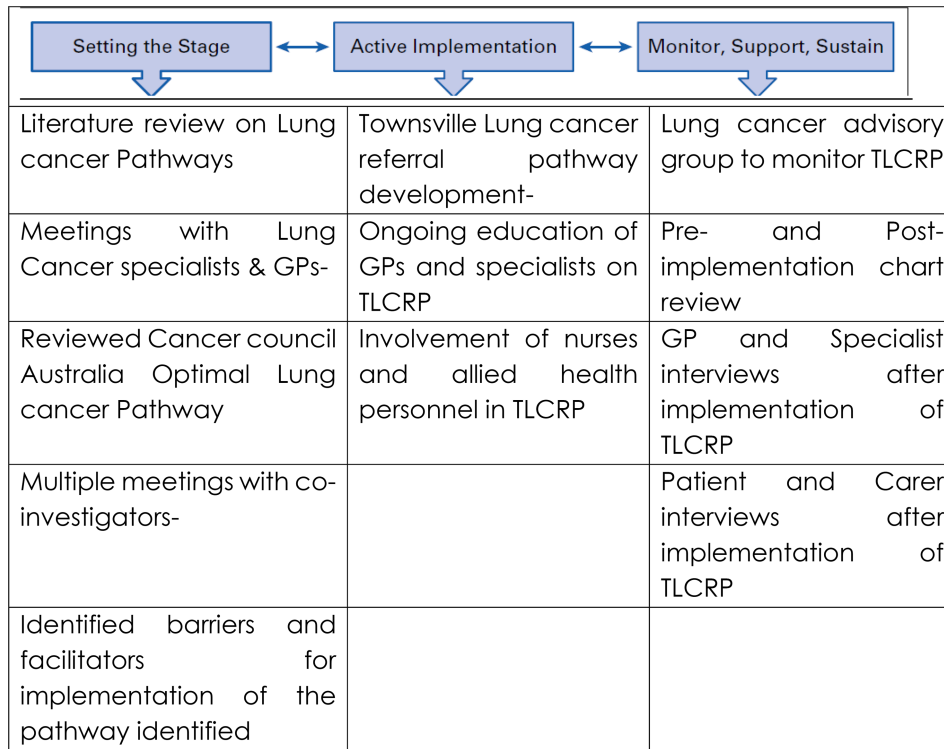 Setting the Stage
Active Implementation
Monitor, Support, Sustain
Literature review on Lung
cancer Pathways
Townsville Lung cancer
referral pathway
development-
Lung cancer advisory
group to monitor TLCRP
Meetings with Lung
Cancer specialists & GPs-
Ongoing education of
GPs and specialists on
TLCRP
Pre- and Post-
implementation chart
review
Reviewed Cancer council
Australia Optimal Lung
cancer Pathway
Involvement of nurses
and allied health
personnel in TLCRP
GP and Specialist
interviews after
implementation of
TLCRP
Multiple meetings with co-
investigators-
Patient and Carer
interviews after
implementation of
TLCRP
Identified barriers and
facilitators for
implementation of the
pathway identified